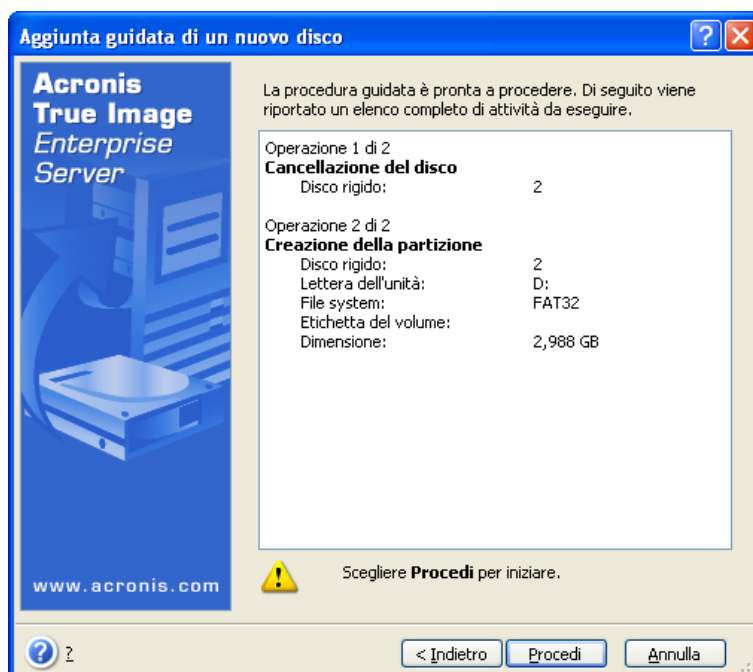 Aggiunta guidata di un nuovo disco
Acronis
True Image
Enterprise
Server
La procedura guidata è pronta a procedere. Di seguito viene
riportato un elenco completo di attività da eseguire.
Operazione 1 di 2
Cancellazione del disco
Disco rigido: 2
Operazione 2 di 2
Creazione della partizione
Disco rigido: 2
Lettera dell'unità: D:
File system: FAT32
Etichetta del volume:
Dimensione: 2,988 GB
Scegliere Procedi per iniziare.
www.acronis.com
? < Indietro Procedi Annulla